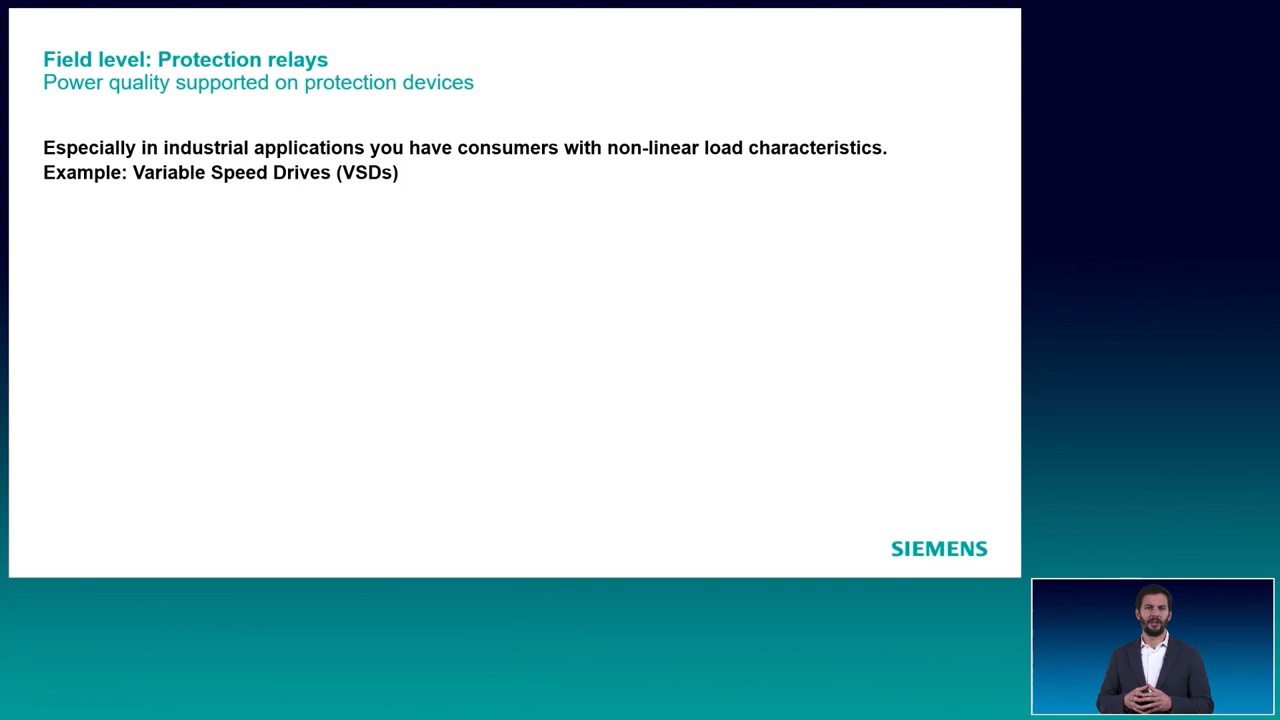 Field level: Protection relays
Power quality supported on protection devices
Especially in industrial applications you have consumers with non-linear load characteristics.
Example: Variable Speed Drives (VSDs)
SIEMENS